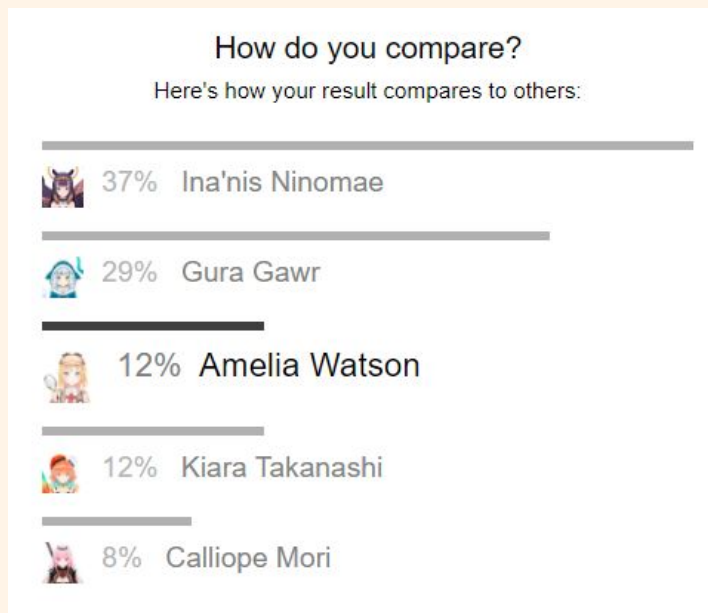 How do you compare?
Here's how your result compares to others:
37% Ina'nis Ninomae
29% Gura Gawr
12% Amelia Watson
12% Kiara Takanashi
8% Calliope Mori